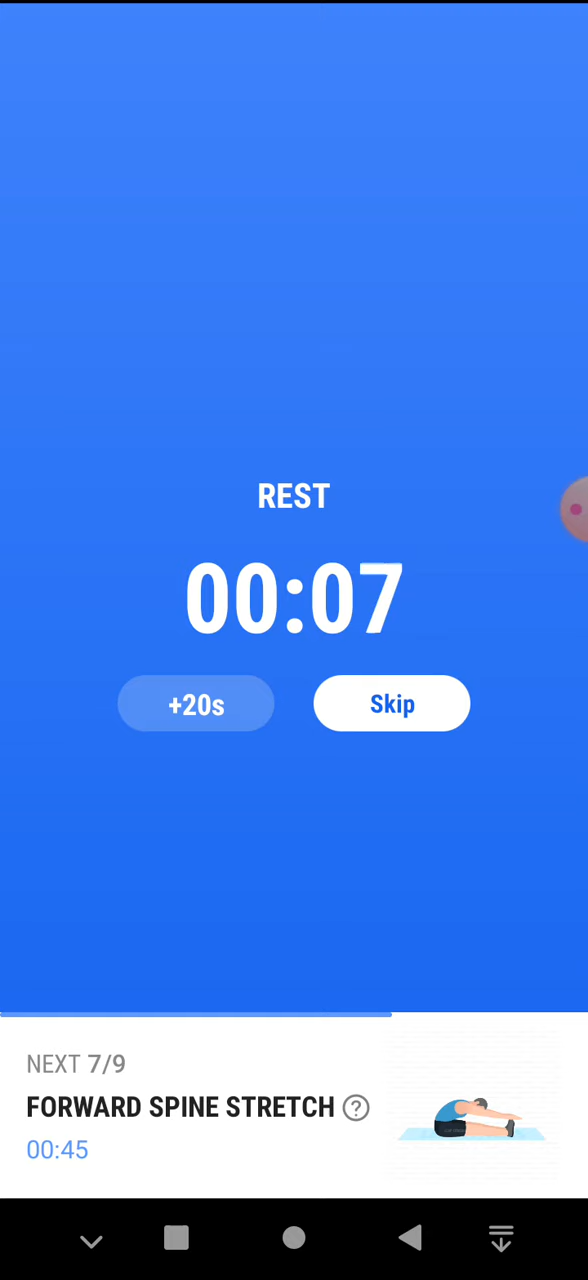 REST
00:07
+20s Skip
NEXT 7/9
FORWARD SPINE STRETCH ?
00:45